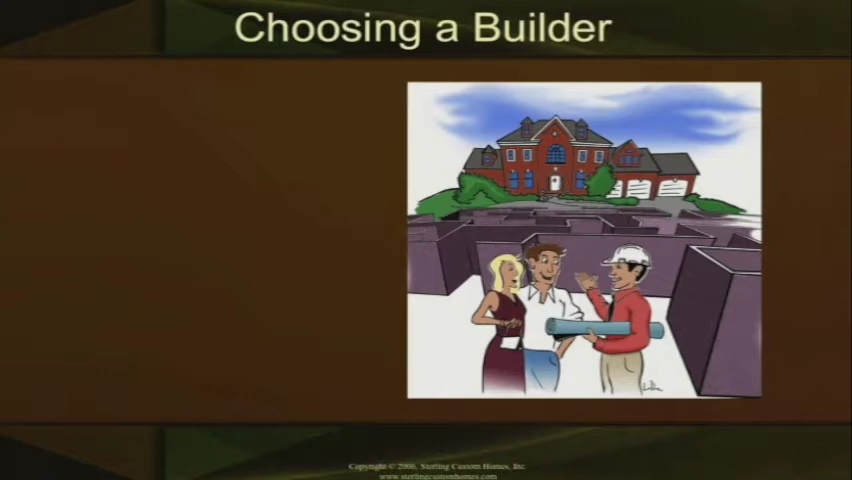 Choosing a Builder
Copyright © 2006, Sterling Custom Homes, Inc
www.sterlingcustomhomes.com